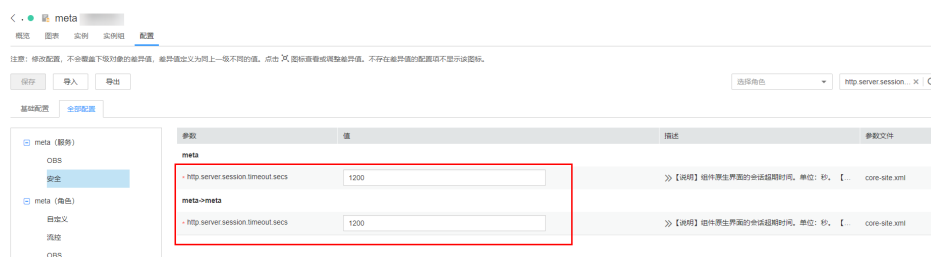 meta
概览 图表 实例 实例组 配置
注意：修改配置，不会覆盖下级对象的差异值，差异值定义为同上一级不同的值。点击 图标查看或调整差异值。不存在差异值的配置项不显示该图标。
保存 导入 导出 选择角色 http.server.session...
基础配置 全部配置
参数 值 描述 参数文件
meta（服务）
meta
OBS
安全
- http.server.session.timeout.secs 1200 【说明】组件原生界面的会话超期时间。单位：秒。【... core-site.xml
meta（角色）
meta->meta
自定义
- http.server.session.timeout.secs 1200 【说明】组件原生界面的会话超期时间。单位：秒。【... core-site.xml
流控
OBS